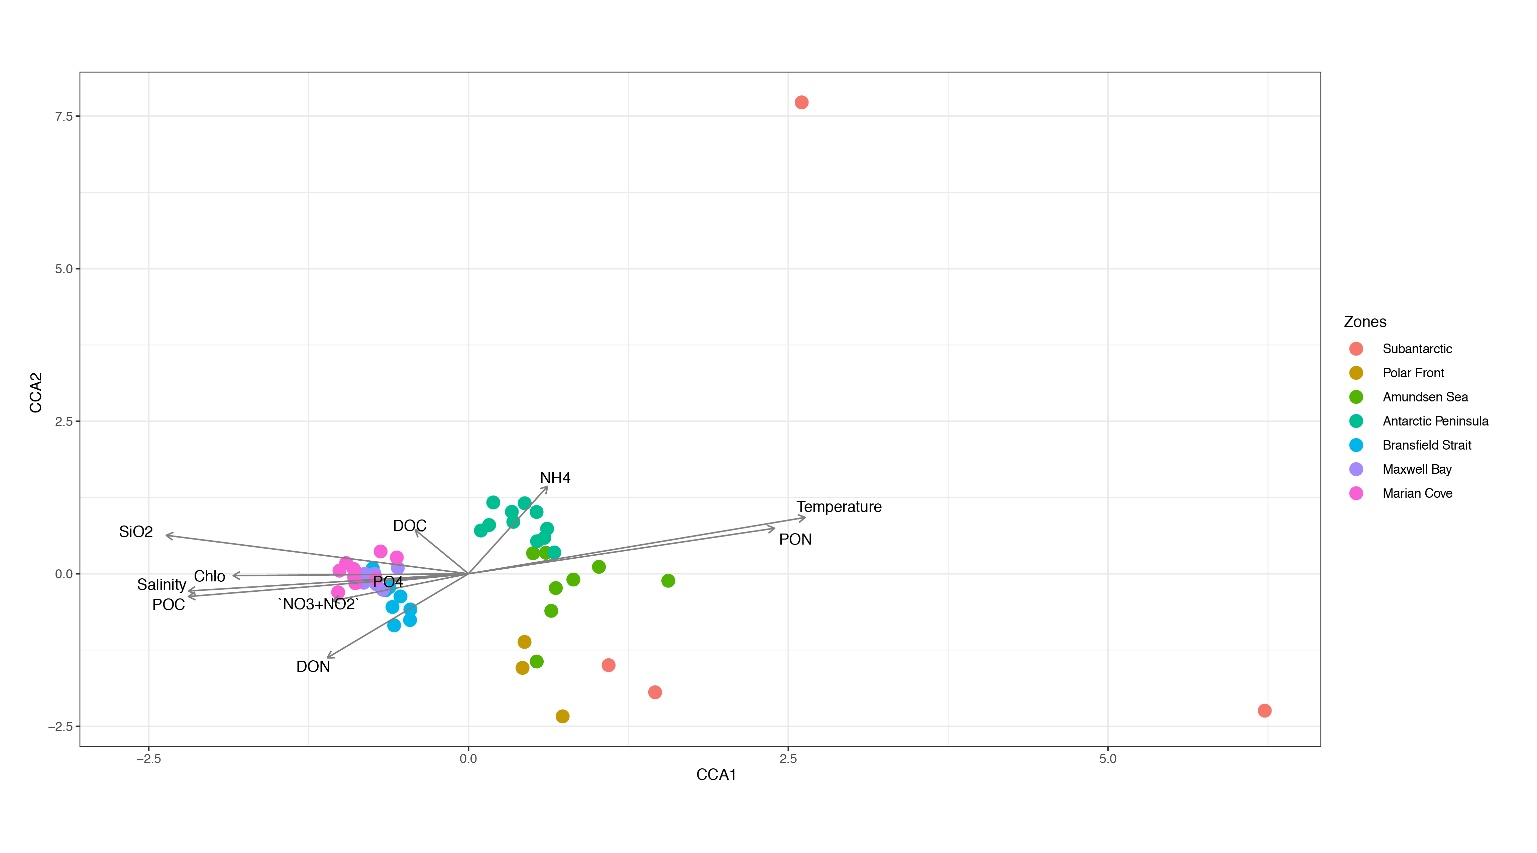 7.5
5.0
2.5
0.0
−2.5
CCA2
NH4
Temperature
PON
DOC
SiO2
Chlo
Salinity
POC
PO4
`NO3+NO2`
DON
−2.5
0.0
2.5
5.0
CCA1
Zones
Subantarctic
Polar Front
Amundsen Sea
Antarctic Peninsula
Bransfield Strait
Maxwell Bay
Marian Cove